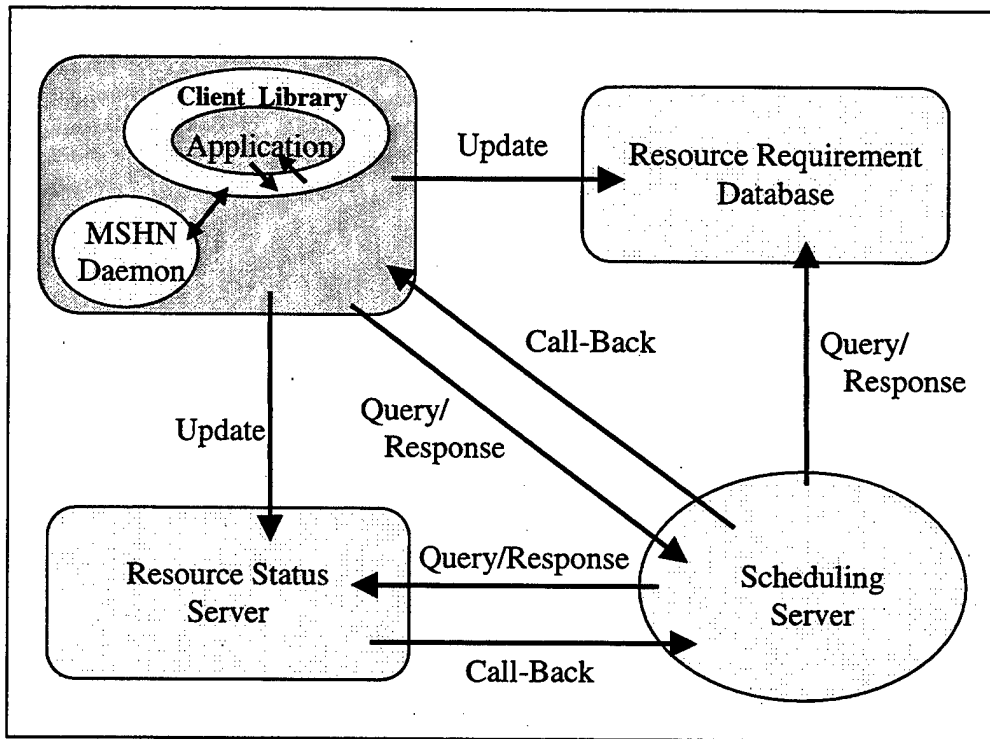 Client Library
Application
MSHN
Daemon
Update
Resource Requirement
Database
Call-Back
Query/
Response
Query/
Response
Update
Resource Status
Server
Query/Response
Call-Back
Scheduling
Server